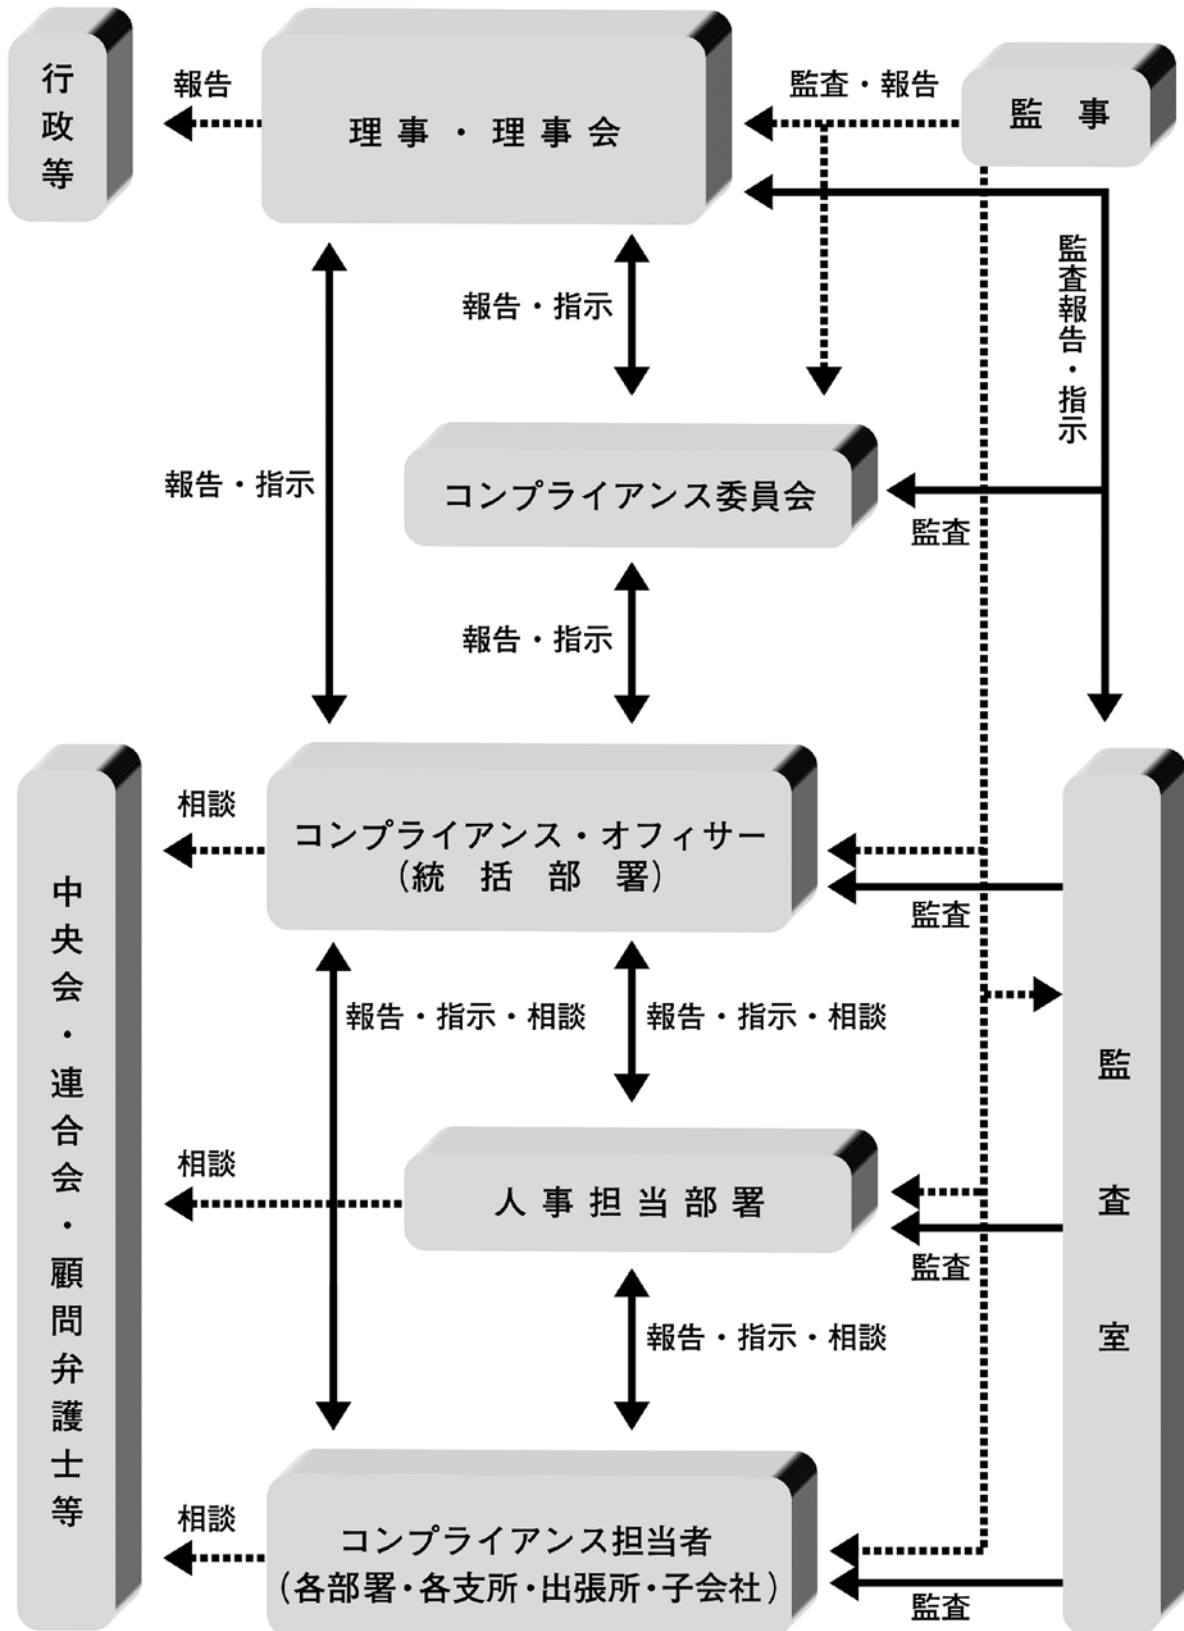 行政等
報告
理事・理事会
監査・報告
監事
報告・指示
監査報告・指示
報告・指示
コンプライアンス委員会
監査
報告・指示
相談
コンプライアンス・オフィサー
(統括部署)
監査
中央会・連合会・顧問弁護士等
報告・指示・相談
報告・指示・相談
監査室
相談
人事担当部署
監査
報告・指示・相談
相談
コンプライアンス担当者
(各部署・各支所・出張所・子会社)
監査